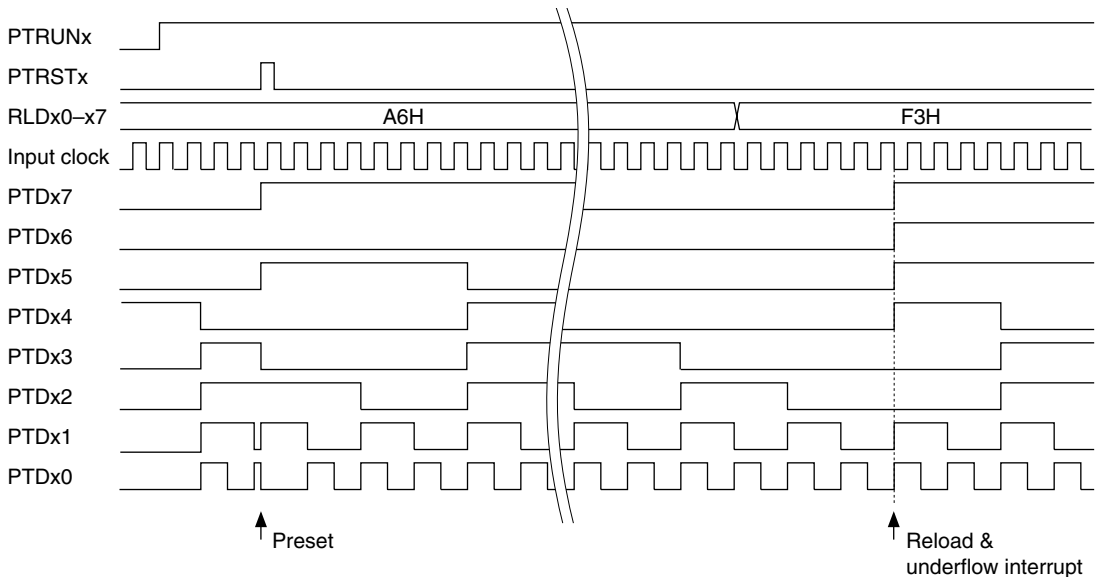 PTRUNx
PTRSTx
RLDx0–x7
A6H
F3H
Input clock
PTDx7
PTDx6
PTDx5
PTDx4
PTDx3
PTDx2
PTDx1
PTDx0
Preset
Reload &
underflow interrupt